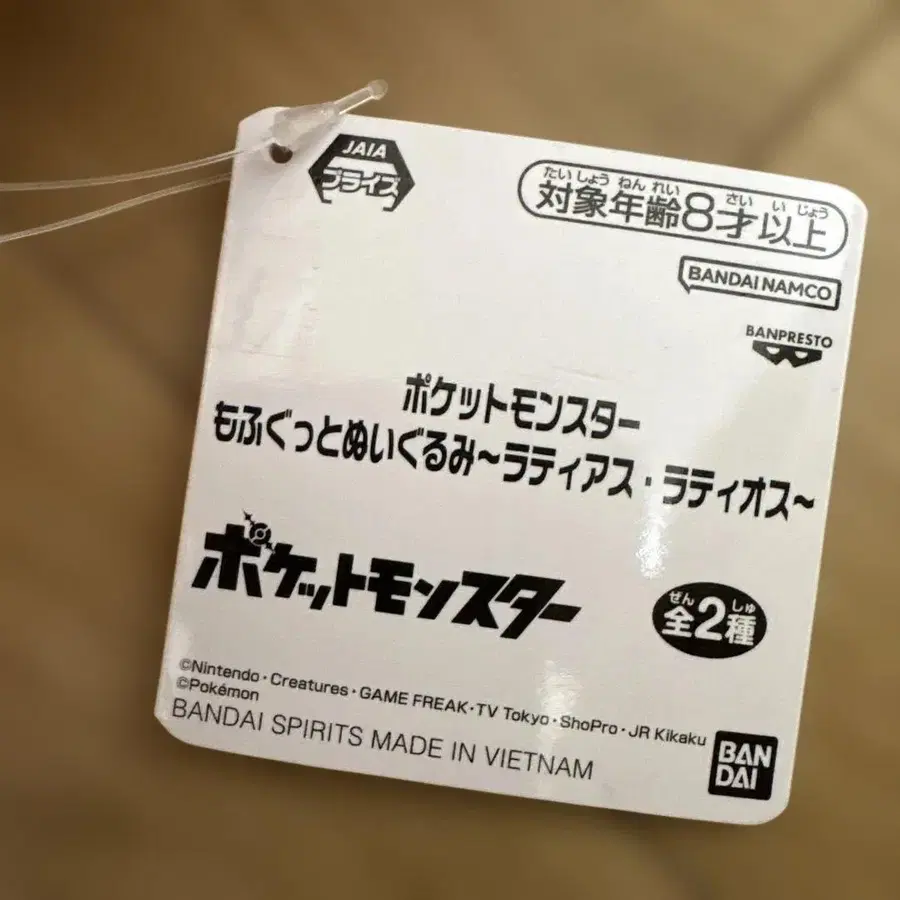 JAIA
プライズ
たいしょうねんれい さい いじょう
対象年齢8才以上
BANDAI NAMCO
BANPRESTO
ポケットモンスター
もふぐっとぬいぐるみ～ラティアス・ラティオス～
ポケットモンスター
ぜん しゅ
全2種
©Nintendo・Creatures・GAME FREAK・TV Tokyo・ShoPro・JR Kikaku
©Pokémon
BANDAI SPIRITS MADE IN VIETNAM
BAN
DAI